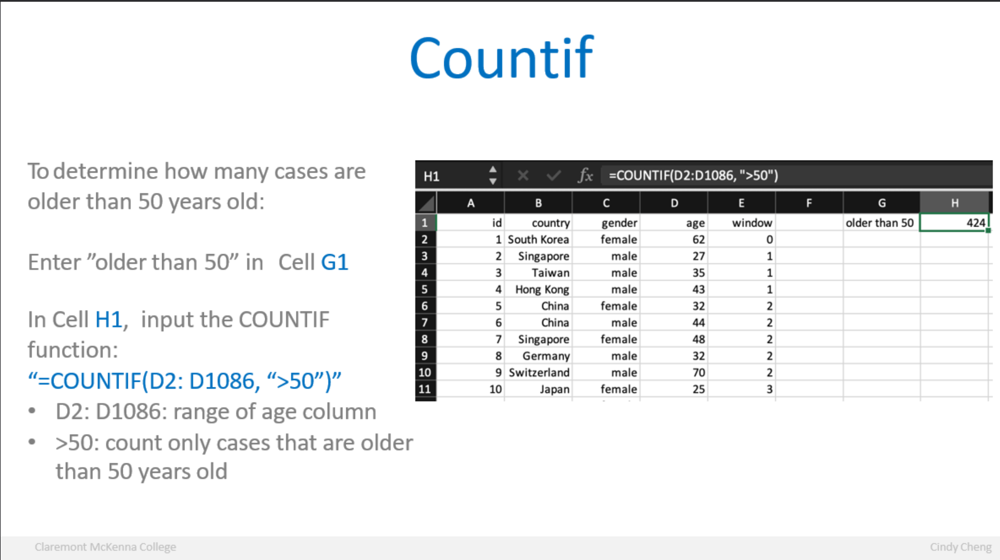 Countif
To determine how many cases are
older than 50 years old:
Enter ”older than 50” in Cell G1
In Cell H1, input the COUNTIF
function:
“=COUNTIF(D2: D1086, “>50”)”
• D2: D1086: range of age column
• >50: count only cases that are older
than 50 years old
H1 fx =COUNTIF(D2:D1086, ">50")
A B C D E F G H
1 id country gender age window older than 50 424
2 1 South Korea female 62 0
3 2 Singapore male 27 1
4 3 Taiwan male 35 1
5 4 Hong Kong male 43 1
6 5 China female 32 2
7 6 China male 44 2
8 7 Singapore female 48 2
9 8 Germany male 32 2
10 9 Switzerland male 70 2
11 10 Japan female 25 3
Claremont McKenna College
Cindy Cheng